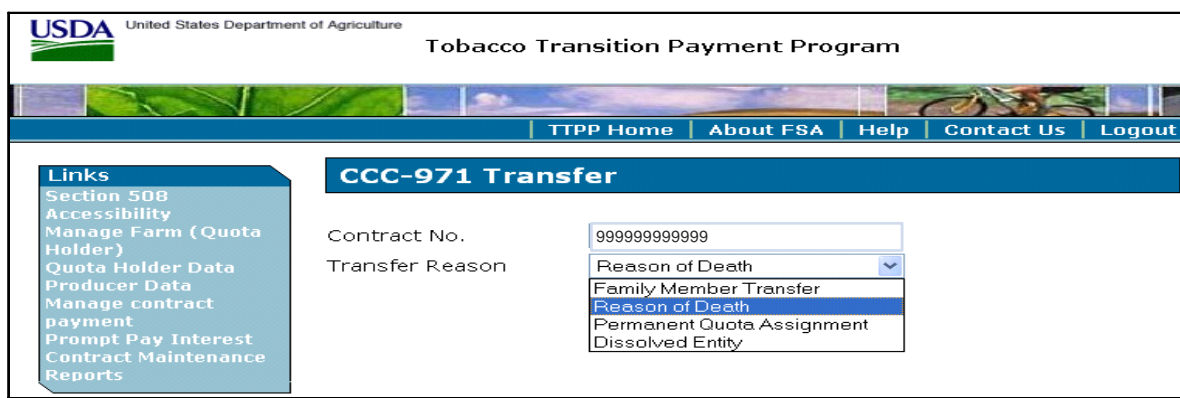 USDA United States Department of Agriculture
Tobacco Transition Payment Program
TTPP Home | About FSA | Help | Contact Us | Logout
Links
Section 508
Accessibility
Manage Farm (Quota
Holder)
Quota Holder Data
Producer Data
Manage contract
payment
Prompt Pay Interest
Contract Maintenance
Reports
CCC-971 Transfer
Contract No. 999999999999
Transfer Reason Reason of Death
Family Member Transfer
Reason of Death
Permanent Quota Assignment
Dissolved Entity